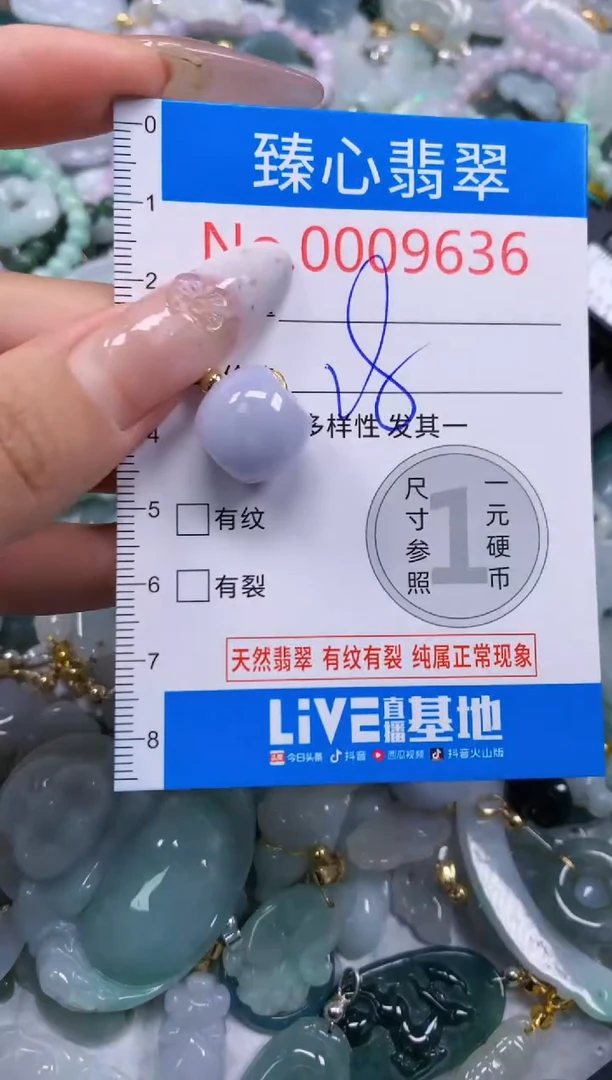 臻心翡翠
No.0009636
多样性 发其一
有纹
有裂
尺寸参照
1
一元硬币
天然翡翠 有纹有裂 纯属正常现象
LiVE直播基地
今日头条 抖音 西瓜视频 抖音火山版
0
1
2
4
5
6
7
8